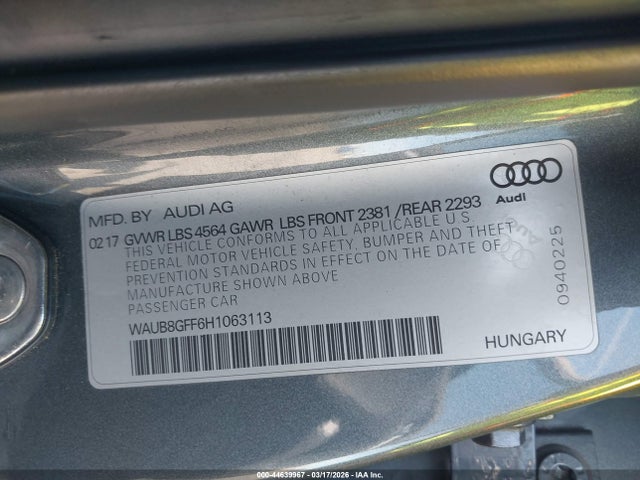 MFD. BY AUDI AG
Audi
02 17 GVWR LBS 4564 GAWR LBS FRONT 2381 /REAR 2293
THIS VEHICLE CONFORMS TO ALL APPLICABLE U S
FEDERAL MOTOR VEHICLE SAFETY, BUMPER AND THEFT
PREVENTION STANDARDS IN EFFECT ON THE DATE OF
MANUFACTURE SHOWN ABOVE
PASSENGER CAR
0940225
WAUB8GFF6H1063113
HUNGARY
000-44639967 - 03/17/2026 - IAA Inc.